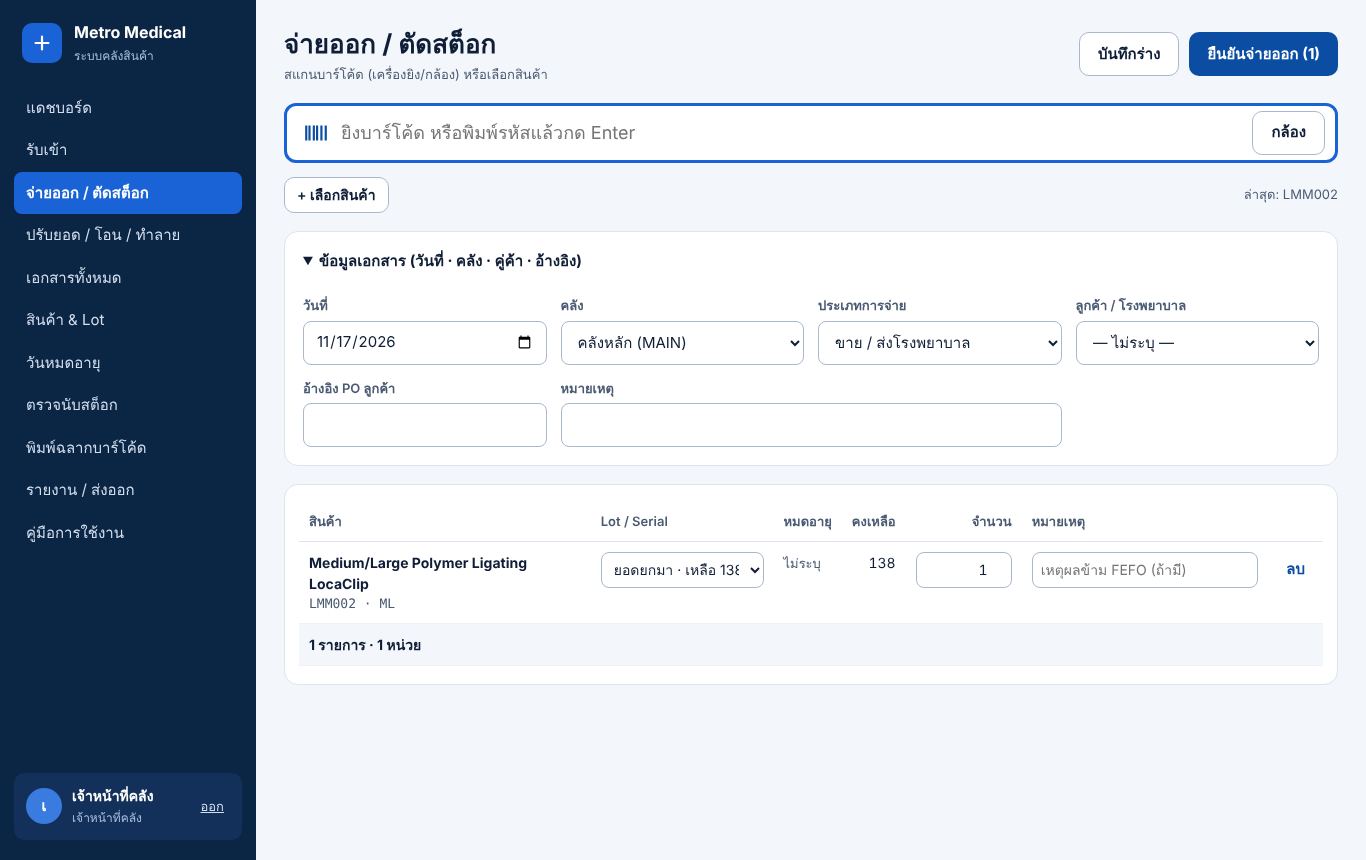 Metro Medical
ระบบคลังสินค้า
แดชบอร์ด
รับเข้า
จ่ายออก / ตัดสต็อก
ปรับยอด / โอน / ทำลาย
เอกสารทั้งหมด
สินค้า & Lot
วันหมดอายุ
ตรวจนับสต็อก
พิมพ์ฉลากบาร์โค้ด
รายงาน / ส่งออก
คู่มือการใช้งาน
เ
เจ้าหน้าที่คลัง
เจ้าหน้าที่คลัง
ออก
จ่ายออก / ตัดสต็อก
สแกนบาร์โค้ด (เครื่องยิง/กล้อง) หรือเลือกสินค้า
บันทึกร่าง
ยืนยันจ่ายออก (1)
ยิงบาร์โค้ด หรือพิมพ์รหัสแล้วกด Enter
กล้อง
+ เลือกสินค้า
ล่าสุด: LMM002
▼ ข้อมูลเอกสาร (วันที่ · คลัง · คู่ค้า · อ้างอิง)
วันที่ คลัง ประเภทการจ่าย ลูกค้า / โรงพยาบาล
11/17/2026 คลังหลัก (MAIN) ขาย / ส่งโรงพยาบาล — ไม่ระบุ —
อ้างอิง PO ลูกค้า หมายเหตุ
สินค้า Lot / Serial หมดอายุ คงเหลือ จำนวน หมายเหตุ
Medium/Large Polymer Ligating LocaClip
LMM002 · ML
ยอดยกมา · เหลือ 138 ไม่ระบุ 138 1 เหตุผลข้าม FEFO (ถ้ามี) ลบ
1 รายการ · 1 หน่วย